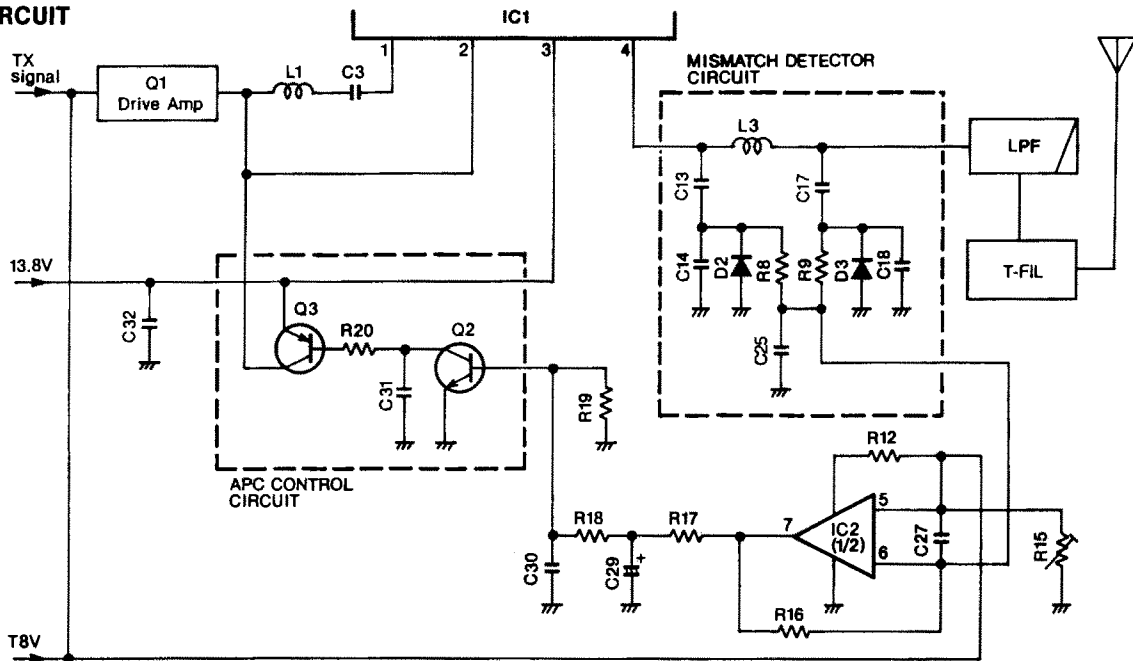 RCUIT
IC1
1
2
3
4
TX
signal
Q1
Drive Amp
L1
C3
MISMATCH DETECTOR
CIRCUIT
L3
LPF
C13
C17
C14
D2
R8
R9
D3
C18
T-FIL
13.8V
C32
Q3
R20
Q2
C31
C25
R19
APC CONTROL
CIRCUIT
R12
R18
R17
7
IC2
(1/2)
5
6
C27
R15
C30
C29
+
R16
T8V